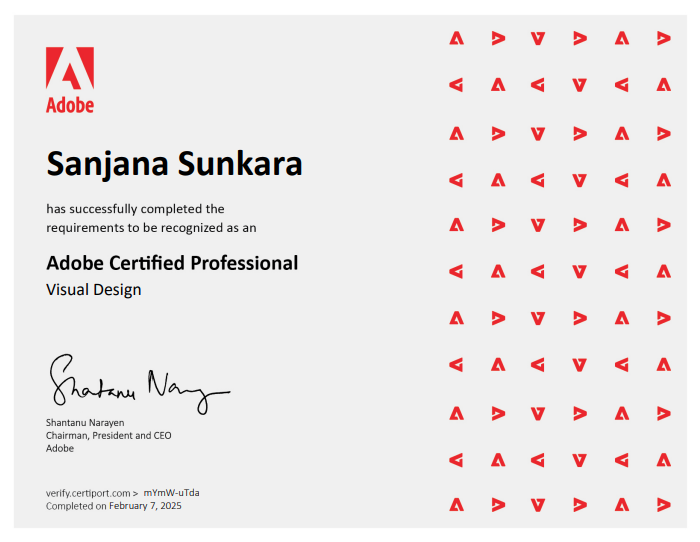 Adobe
Sanjana Sunkara
has successfully completed the
requirements to be recognized as an
Adobe Certified Professional
Visual Design
Shantanu Narayen
Shantanu Narayen
Chairman, President and CEO
Adobe
verify.certiport.com > mYmW-uTda
Completed on February 7, 2025